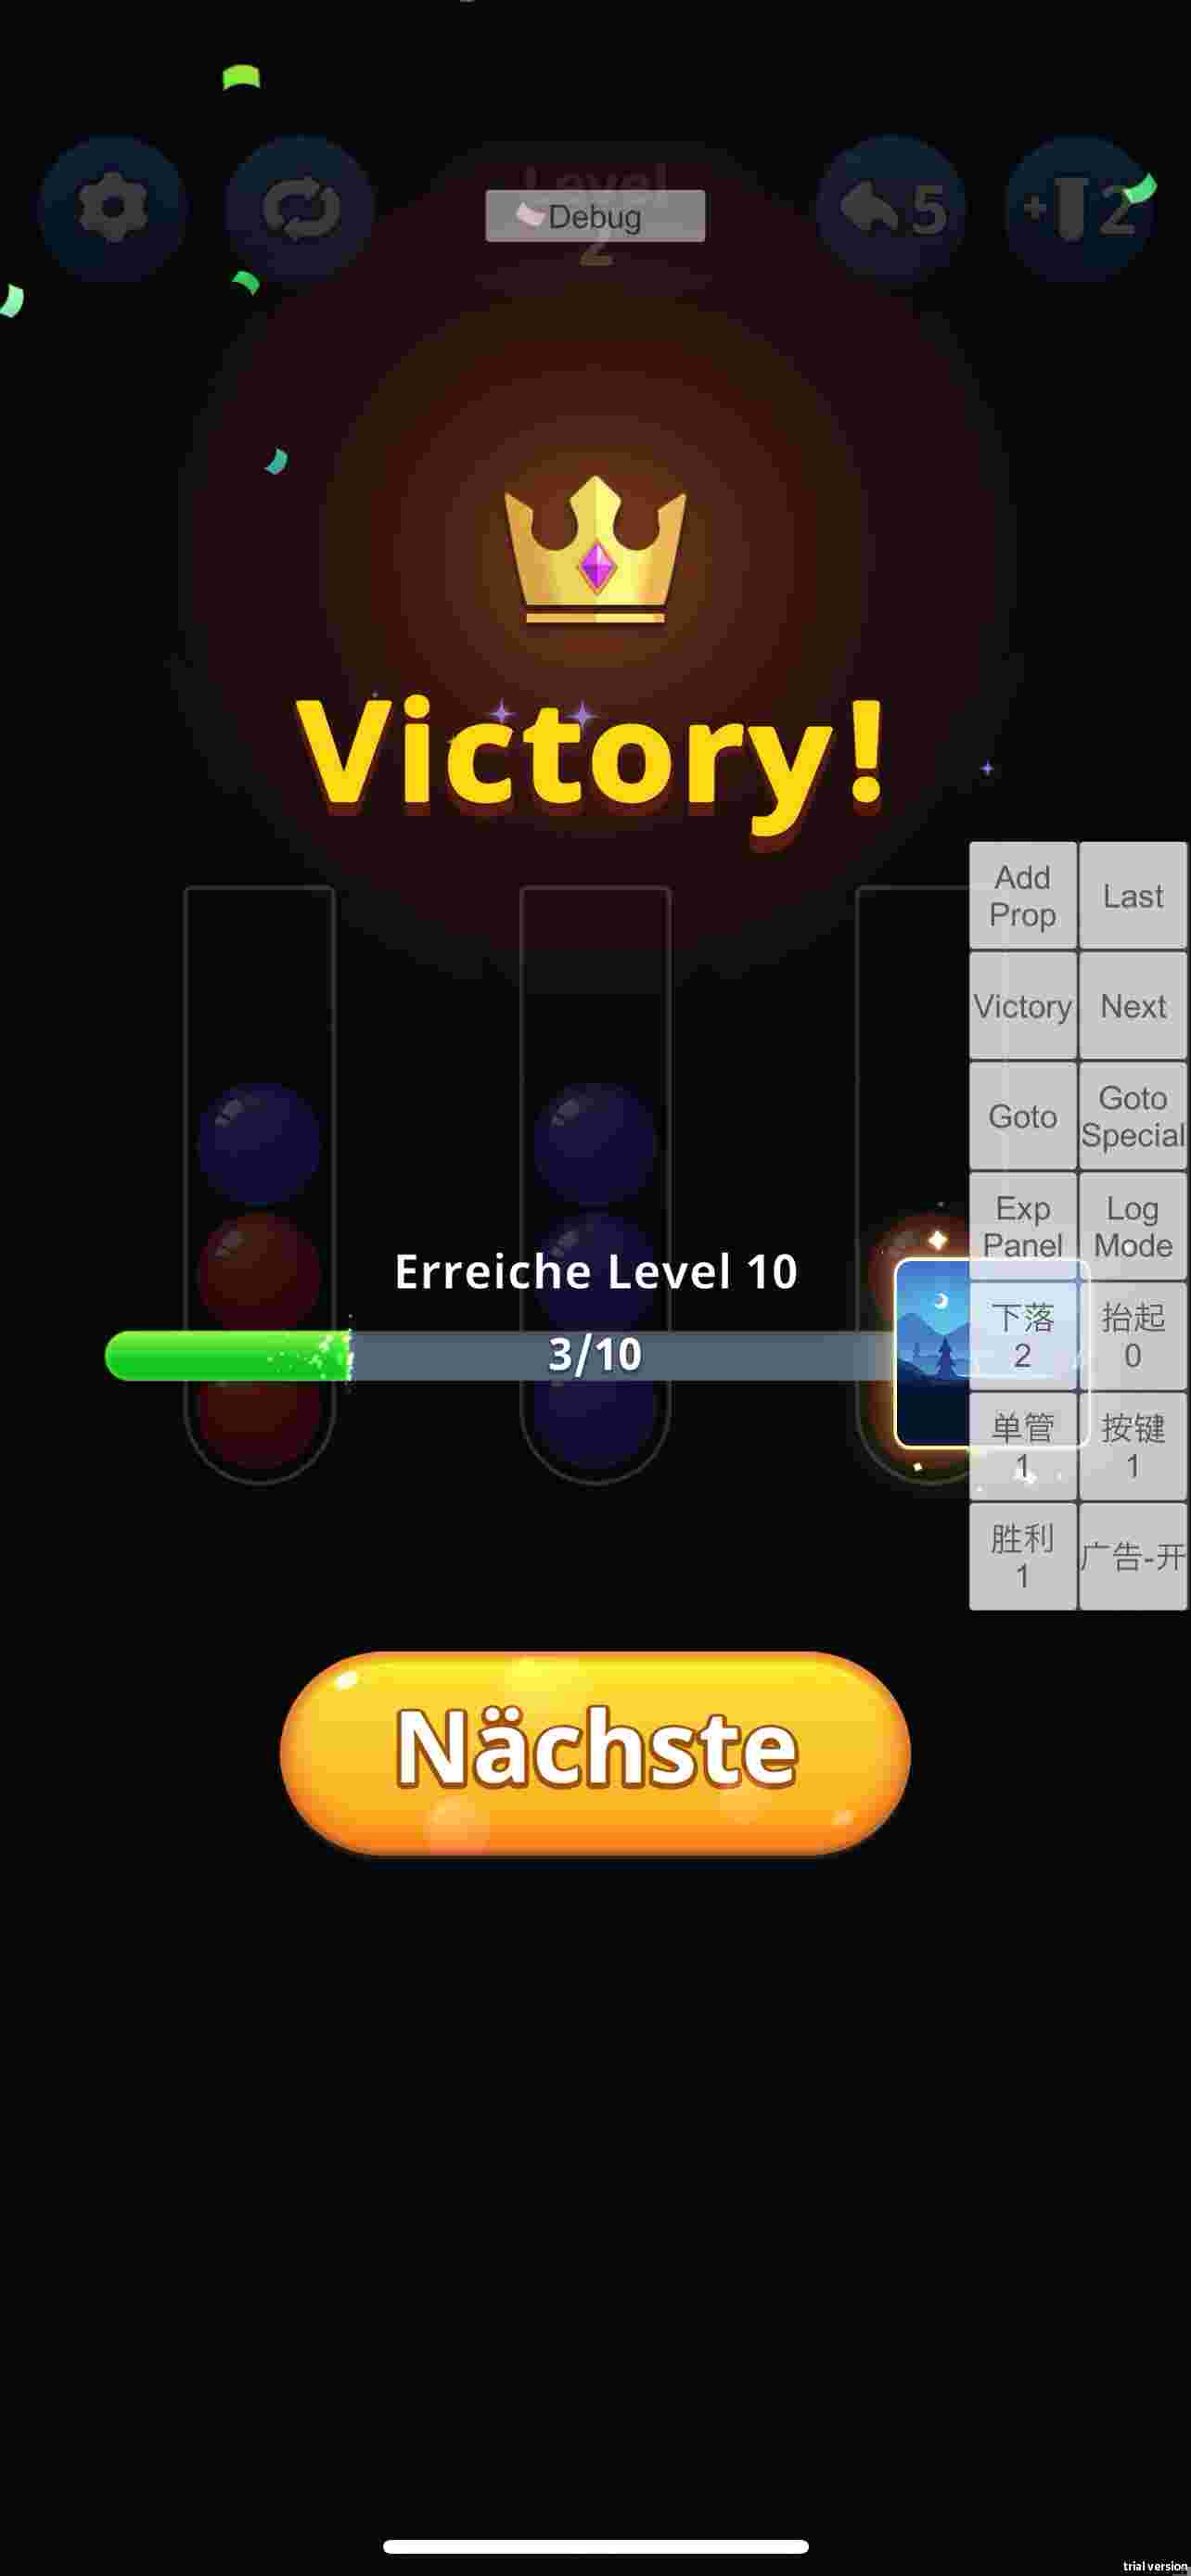 Level
Debug
2
5
+
2
Victory!
Add
Prop
Last
Victory
Next
Goto
Goto
Special
Exp
Panel
Log
Mode
Erreiche Level 10
3/10
下落
2
抬起
0
单管
1
按键
1
胜利
1
广告-开
Nächste
trial version